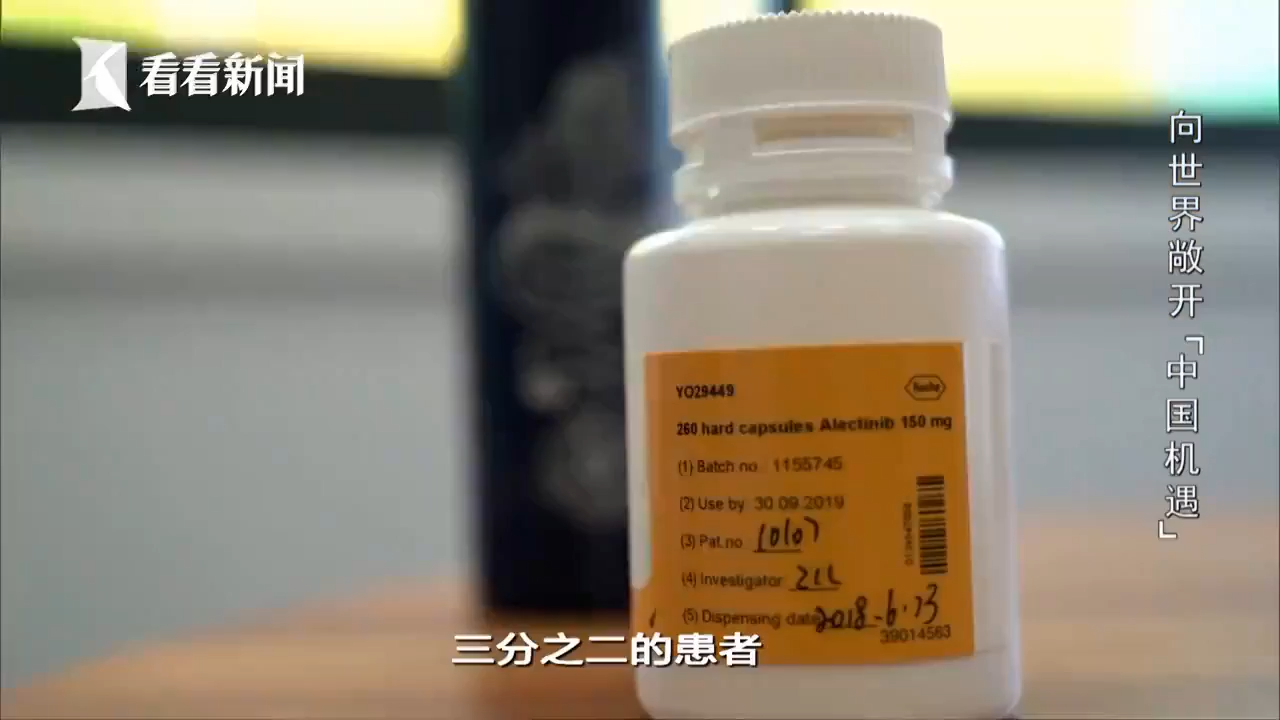 看看新闻
向世界敞开「中国机遇」
YO29449
Roche
260 hard capsules Alectinib 150 mg
(1) Batch no. 1155745
(2) Use by 30.09.2019
(3) Pat.no 10107
(4) Investigator
(5) Dispensing date 2018-6-23
39014563
三分之二的患者